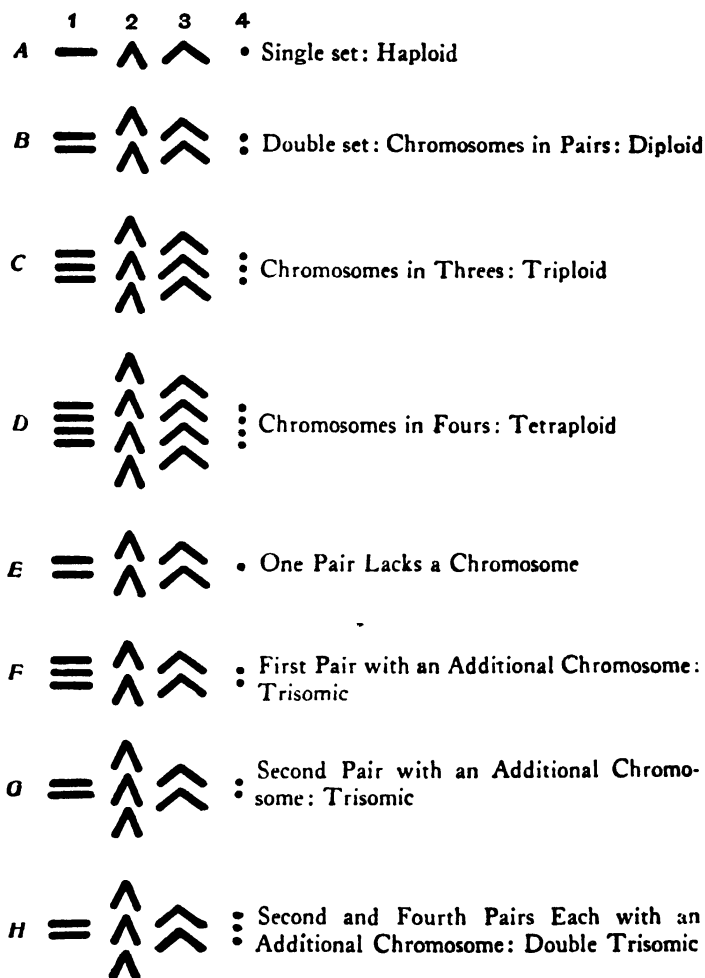 1 2 3 4
A Single set: Haploid
B Double set: Chromosomes in Pairs: Diploid
C Chromosomes in Threes: Triploid
D Chromosomes in Fours: Tetraploid
E One Pair Lacks a Chromosome
F First Pair with an Additional Chromosome:
Trisomic
G Second Pair with an Additional Chromo-
some: Trisomic
H Second and Fourth Pairs Each with an
Additional Chromosome: Double Trisomic